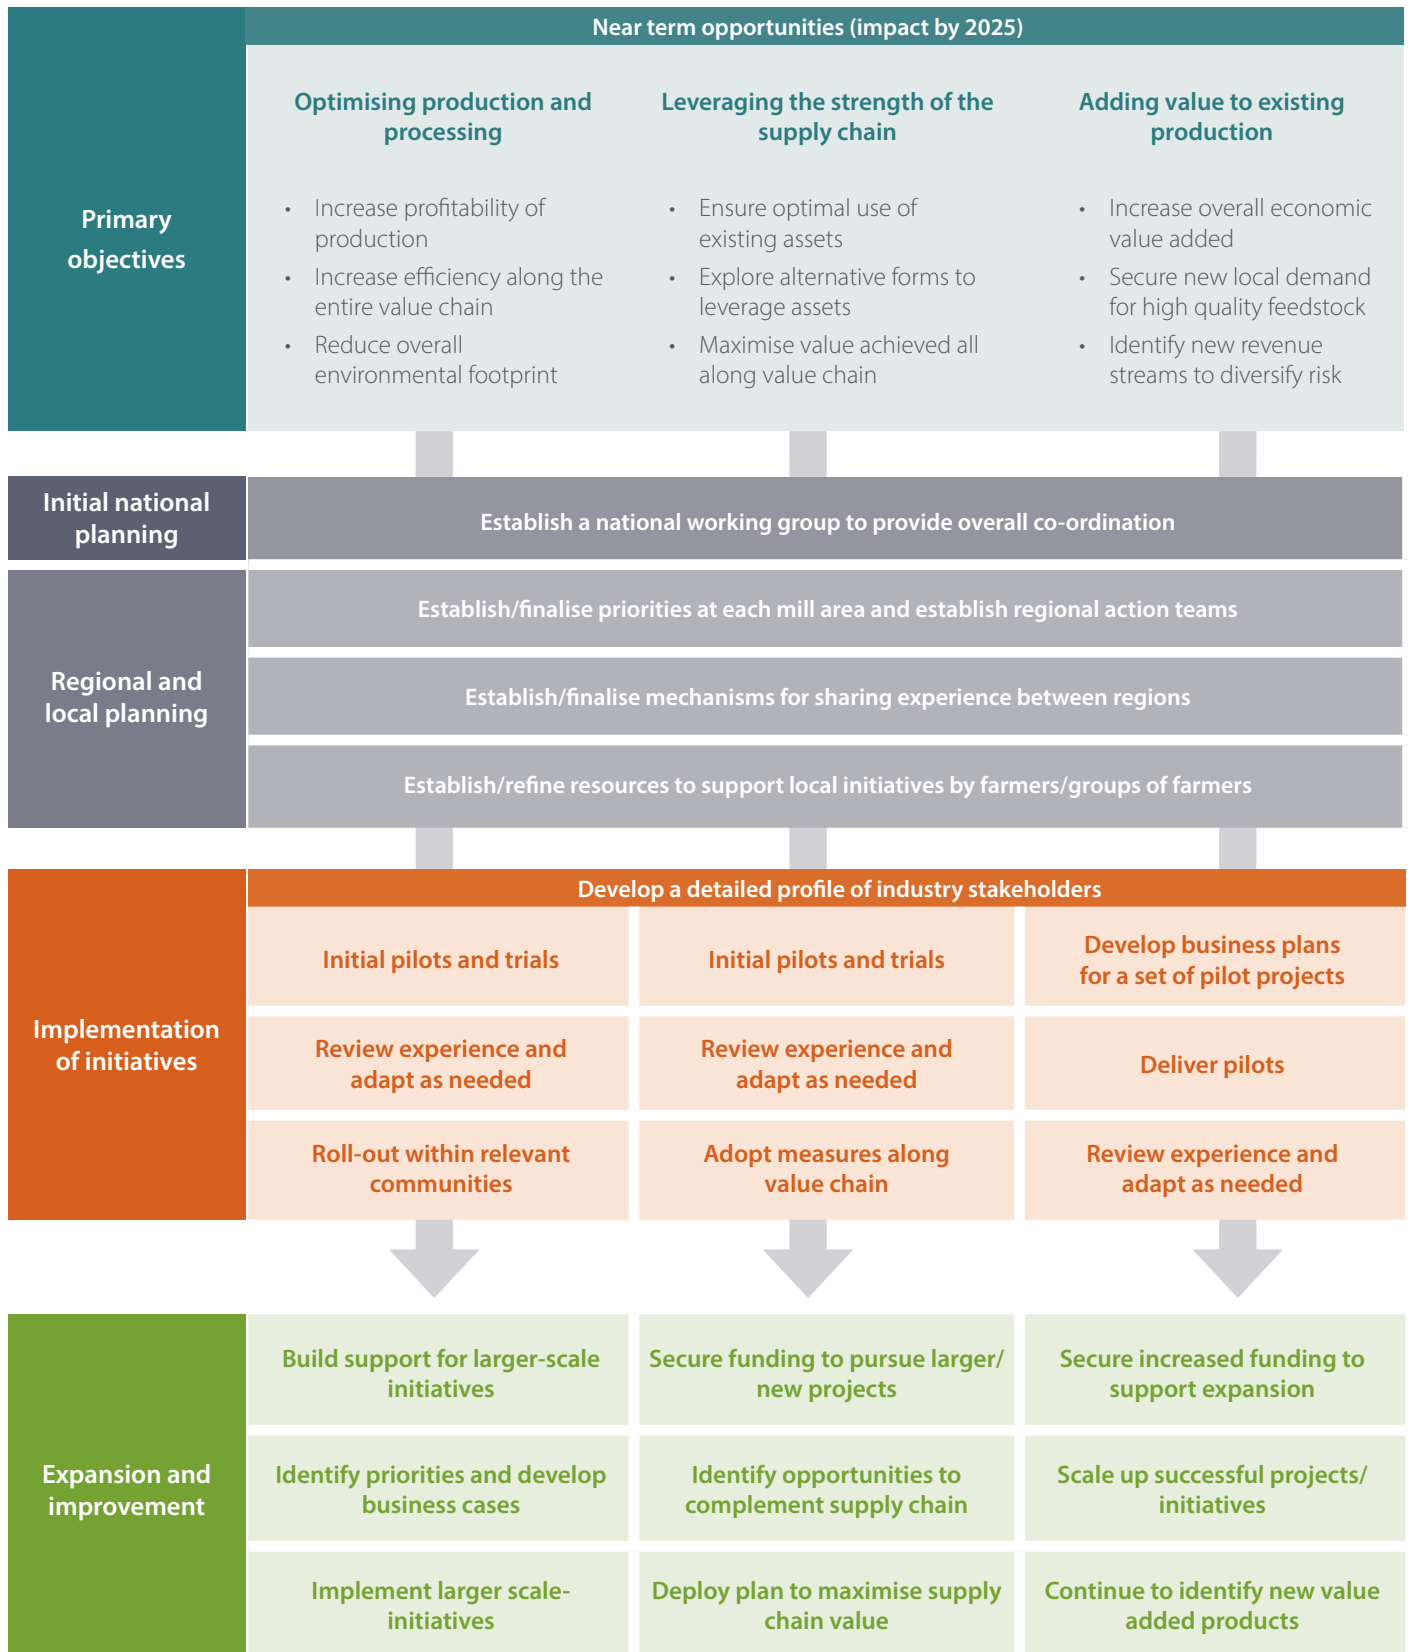 Near term opportunities (impact by 2025)
Primary
objectives
Optimising production and
processing
• Increase profitability of
production
• Increase efficiency along the
entire value chain
• Reduce overall
environmental footprint
Leveraging the strength of the
supply chain
• Ensure optimal use of
existing assets
• Explore alternative forms to
leverage assets
• Maximise value achieved all
along value chain
Adding value to existing
production
• Increase overall economic
value added
• Secure new local demand
for high quality feedstock
• Identify new revenue
streams to diversify risk
Initial national
planning
Establish a national working group to provide overall co-ordination
Regional and
local planning
Establish/finalise priorities at each mill area and establish regional action teams
Establish/finalise mechanisms for sharing experience between regions
Establish/refine resources to support local initiatives by farmers/groups of farmers
Implementation
of initiatives
Develop a detailed profile of industry stakeholders
Initial pilots and trials
Initial pilots and trials
Develop business plans
for a set of pilot projects
Review experience and
adapt as needed
Review experience and
adapt as needed
Deliver pilots
Roll-out within relevant
communities
Adopt measures along
value chain
Review experience and
adapt as needed
Expansion and
improvement
Build support for larger-scale
initiatives
Secure funding to pursue larger/
new projects
Secure increased funding to
support expansion
Identify priorities and develop
business cases
Identify opportunities to
complement supply chain
Scale up successful projects/
initiatives
Implement larger scale-
initiatives
Deploy plan to maximise supply
chain value
Continue to identify new value
added products